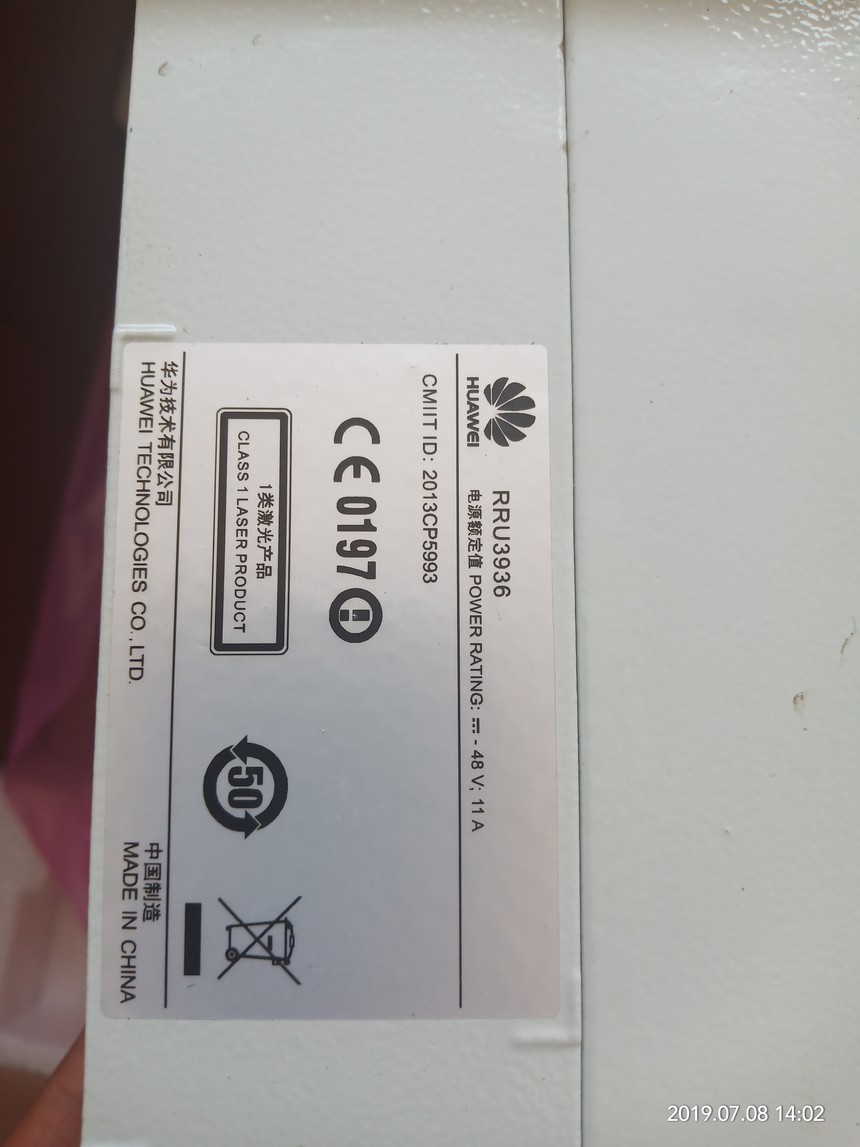 HUAWEI
RRU3936
电源额定值 POWER RATING: ⎓ - 48 V; 11 A
CMIIT ID: 2013CP5993
CE 0197 !
1类激光产品
CLASS 1 LASER PRODUCT
50
华为技术有限公司
HUAWEI TECHNOLOGIES CO., LTD.
中国制造
MADE IN CHINA
2019.07.08 14:02